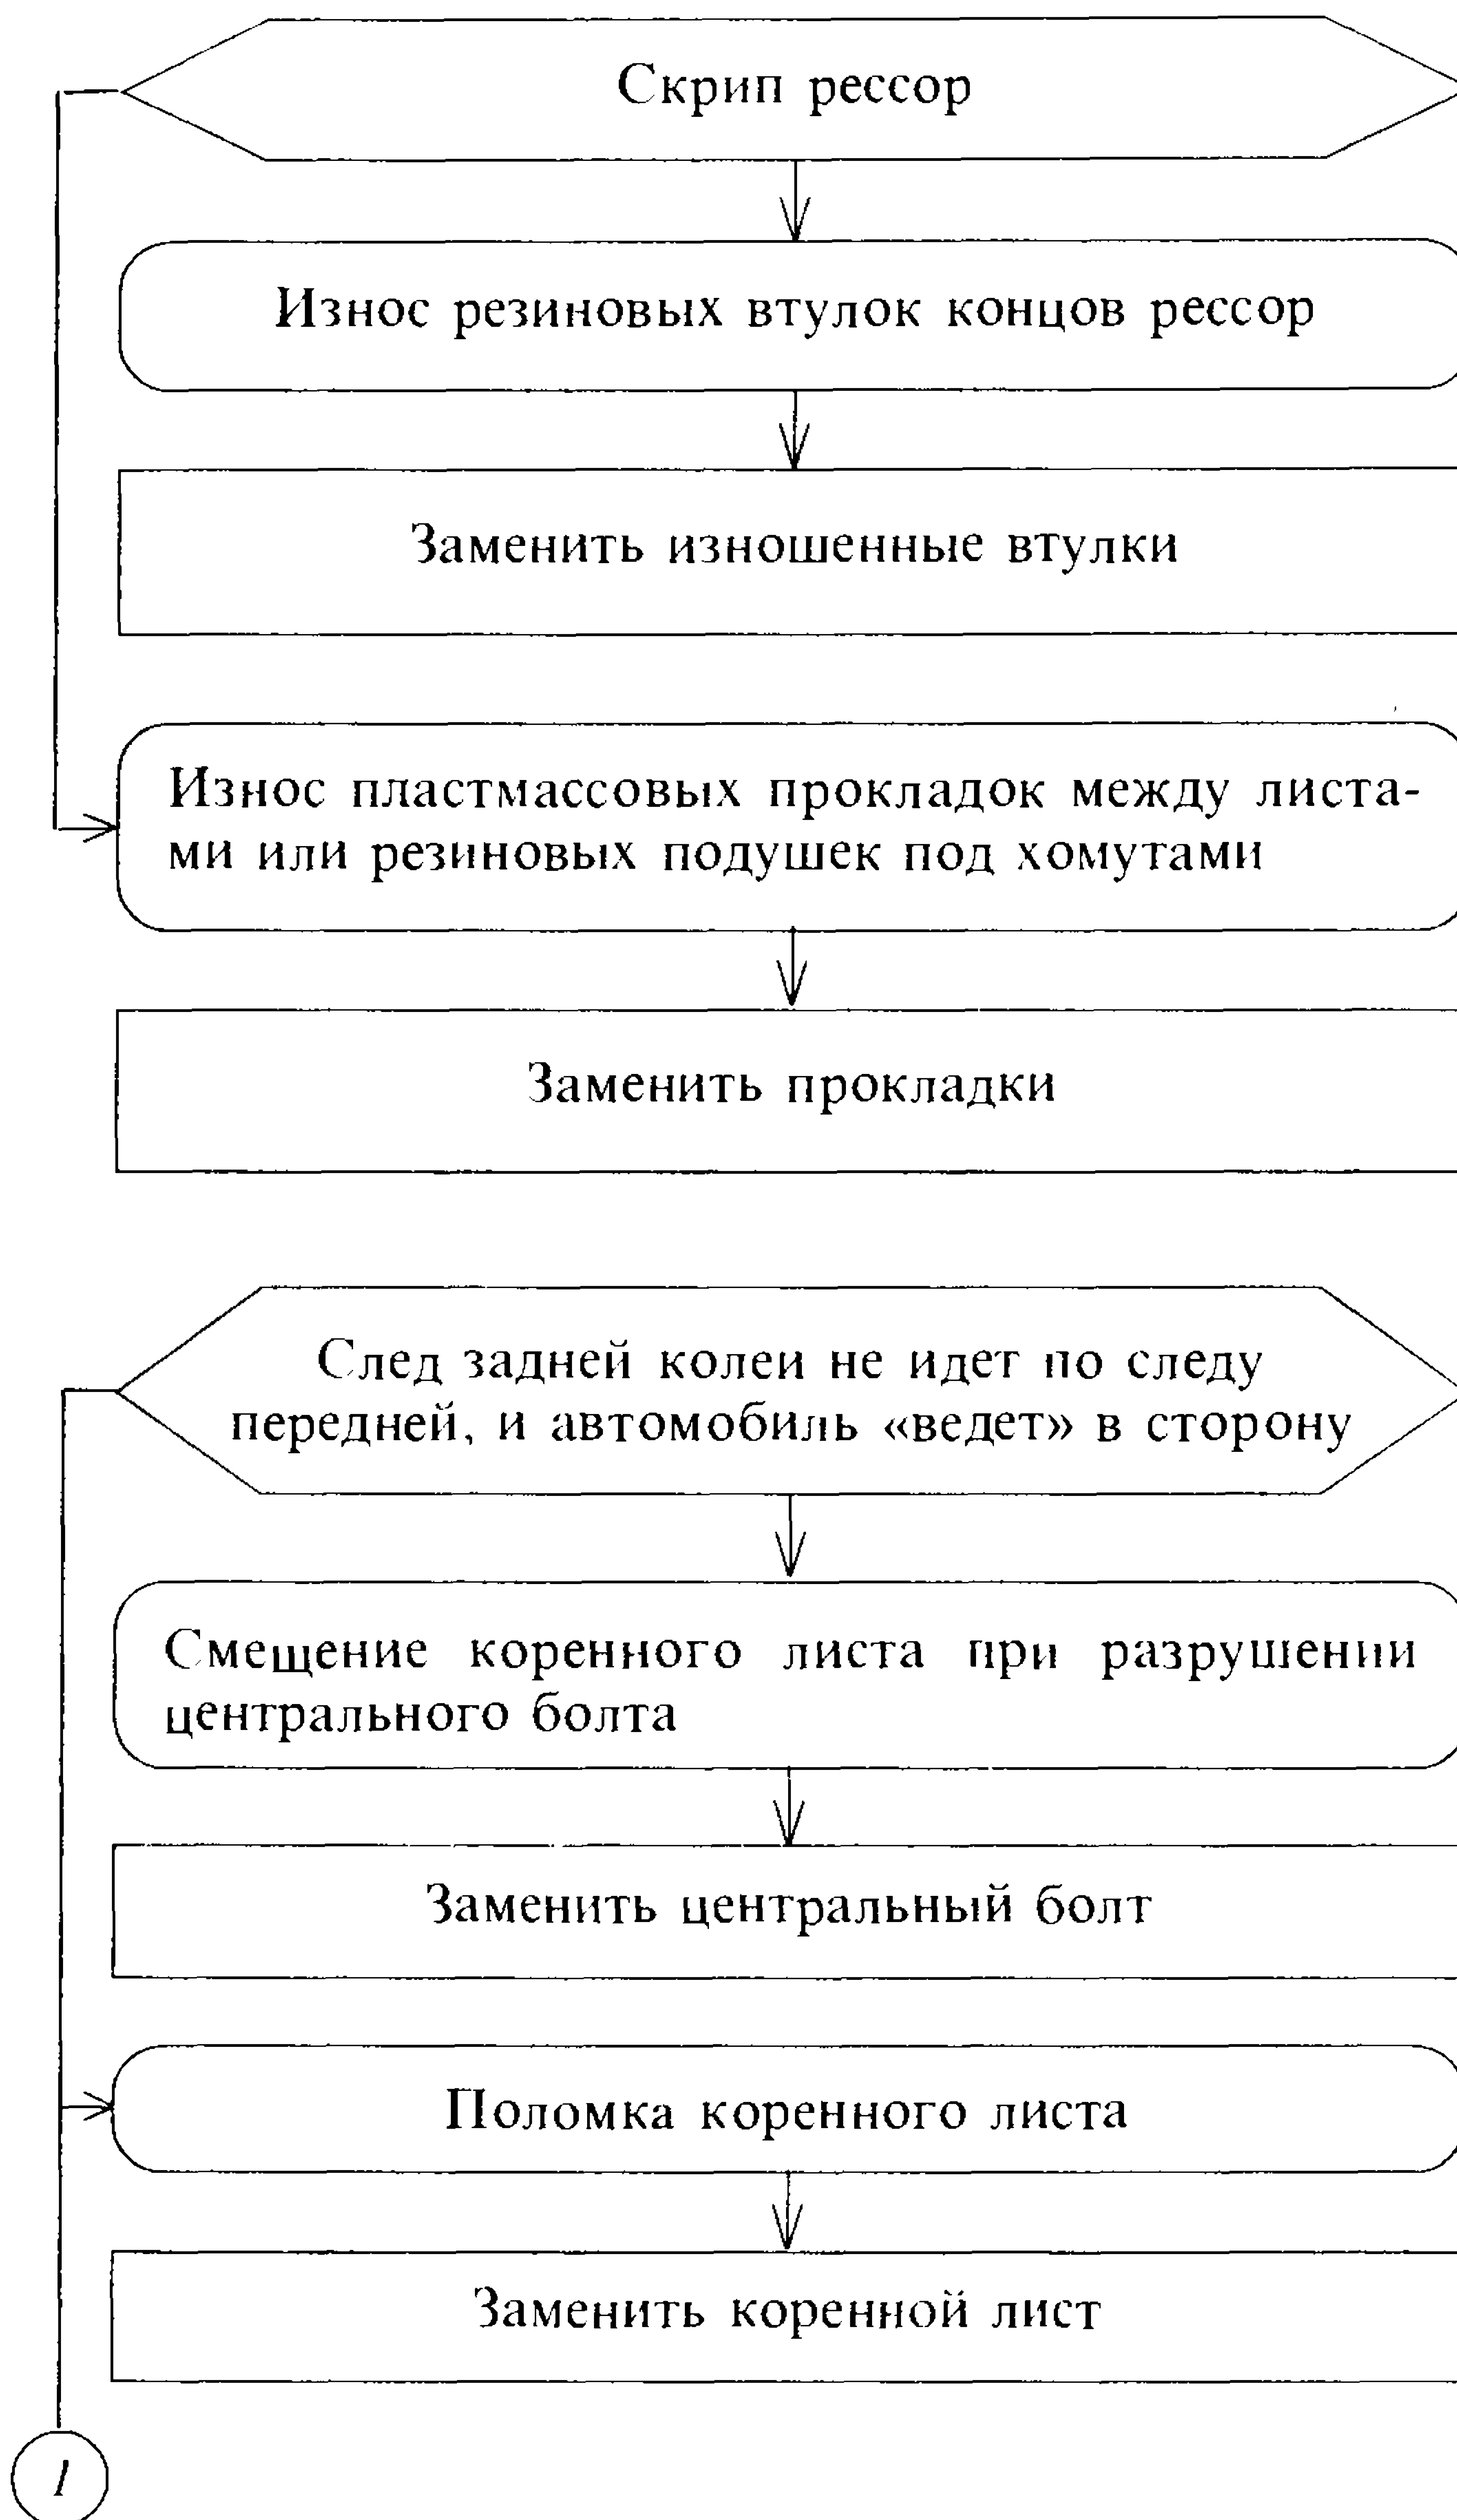 Скрип рессор
Износ резиновых втулок концов рессор
Заменить изношенные втулки
Износ пластмассовых прокладок между листа-
ми или резиновых подушек под хомутами
Заменить прокладки
След задней колеи не идет по следу
передней, и автомобиль «ведет» в сторону
Смещение коренного листа при разрушении
центрального болта
Заменить центральный болт
Поломка коренного листа
Заменить коренной лист
1